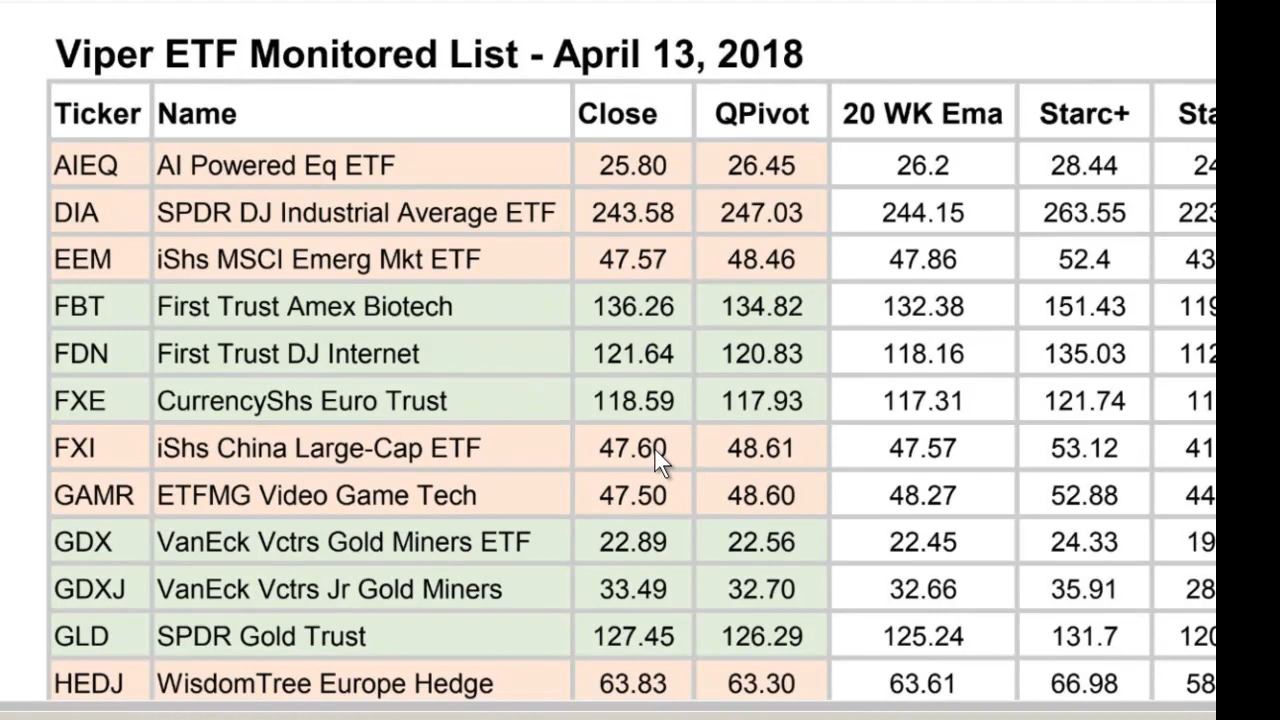 Viper ETF Monitored List - April 13, 2018
Ticker Name Close QPivot 20 WK Ema Starc+
AIEQ AI Powered Eq ETF 25.80 26.45 26.2 28.44
DIA SPDR DJ Industrial Average ETF 243.58 247.03 244.15 263.55
EEM iShs MSCI Emerg Mkt ETF 47.57 48.46 47.86 52.4
FBT First Trust Amex Biotech 136.26 134.82 132.38 151.43
FDN First Trust DJ Internet 121.64 120.83 118.16 135.03
FXE CurrencyShs Euro Trust 118.59 117.93 117.31 121.74
FXI iShs China Large-Cap ETF 47.60 48.61 47.57 53.12
GAMR ETFMG Video Game Tech 47.50 48.60 48.27 52.88
GDX VanEck Vctrs Gold Miners ETF 22.89 22.56 22.45 24.33
GDXJ VanEck Vctrs Jr Gold Miners 33.49 32.70 32.66 35.91
GLD SPDR Gold Trust 127.45 126.29 125.24 131.7
HEDJ WisdomTree Europe Hedge 63.83 63.30 63.61 66.98